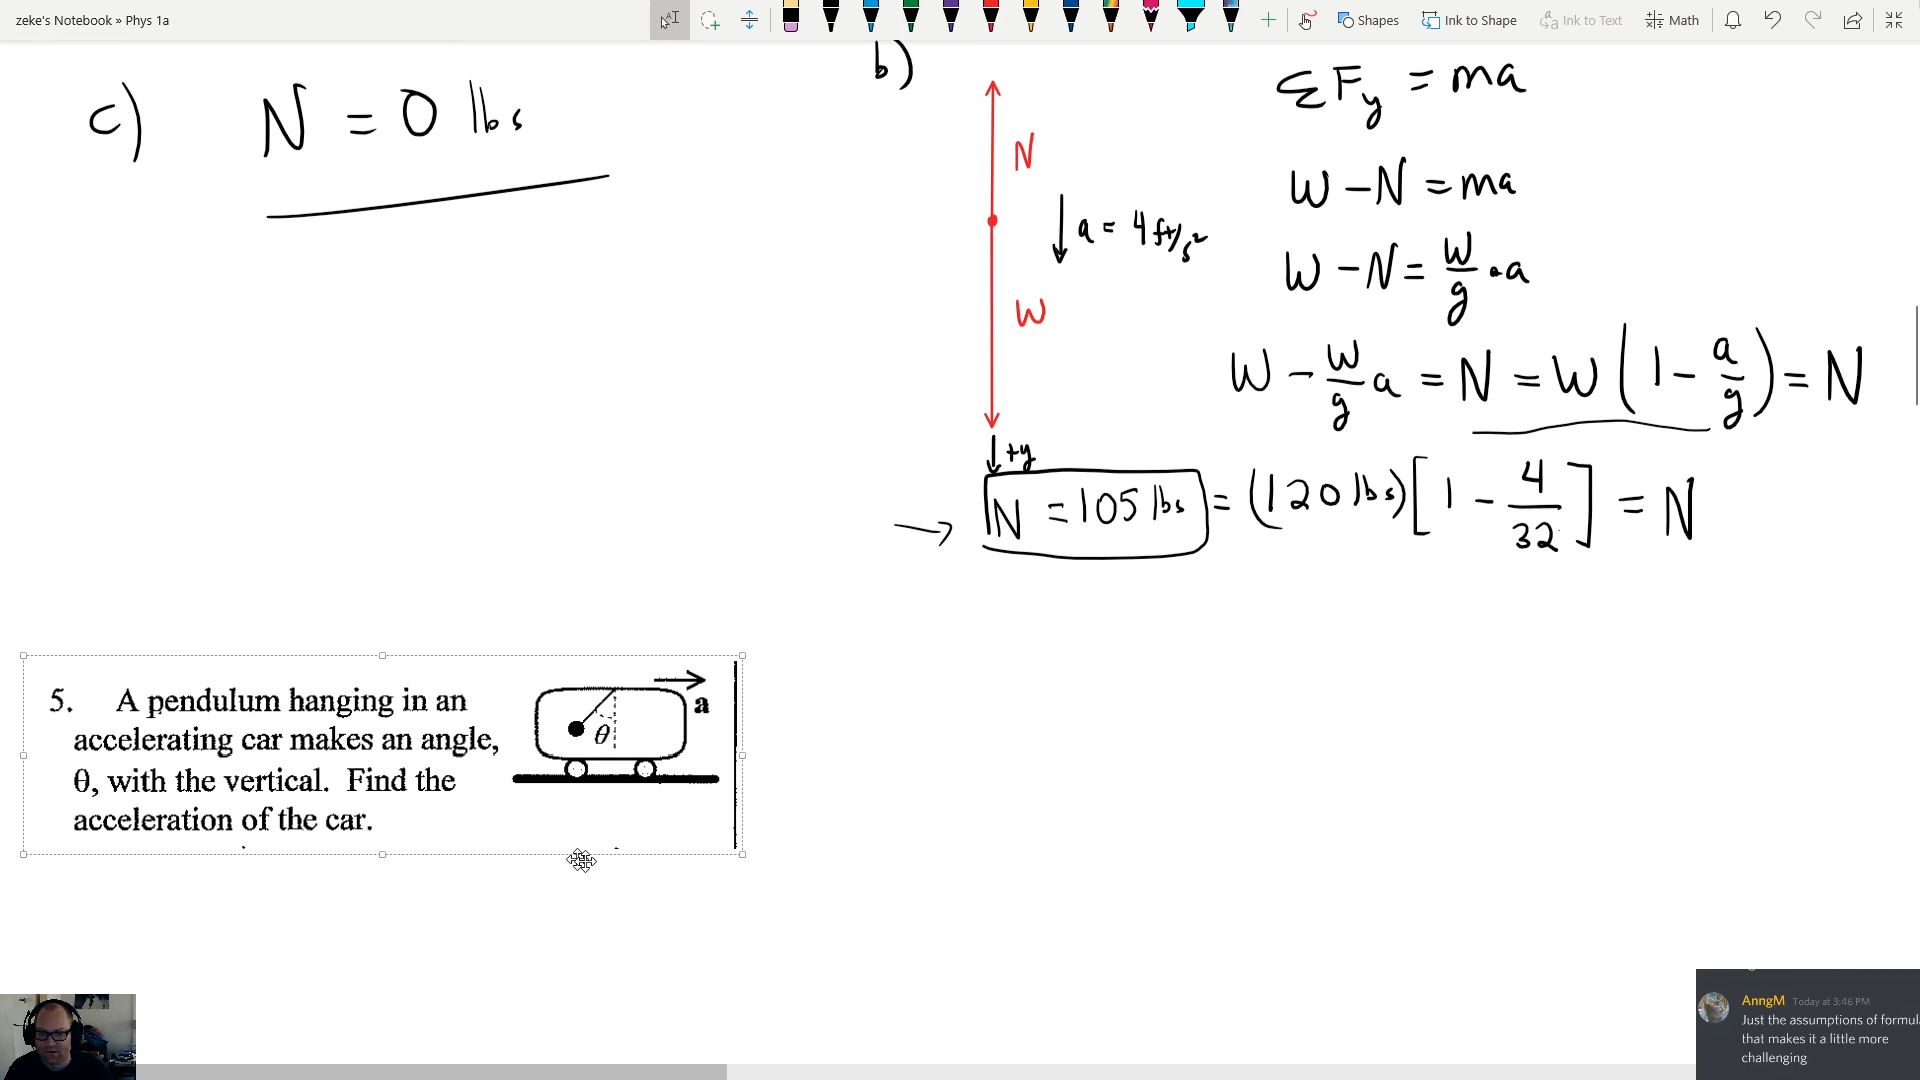 zeke's Notebook » Phys 1a
Shapes
Ink to Shape
Ink to Text
Math
c) N = 0 lbs
b)
N
a = 4 ft/s²
W
+y
ΣFy = ma
W - N = ma
W - N = W/g · a
W - W/g a = N = W(1 - a/g) = N
N = 105 lbs = (120 lbs)[1 - 4/32] = N
5. A pendulum hanging in an
accelerating car makes an angle,
θ, with the vertical. Find the
acceleration of the car.
a
θ
AnngM Today at 3:46 PM
Just the assumptions of formul
that makes it a little more
challenging